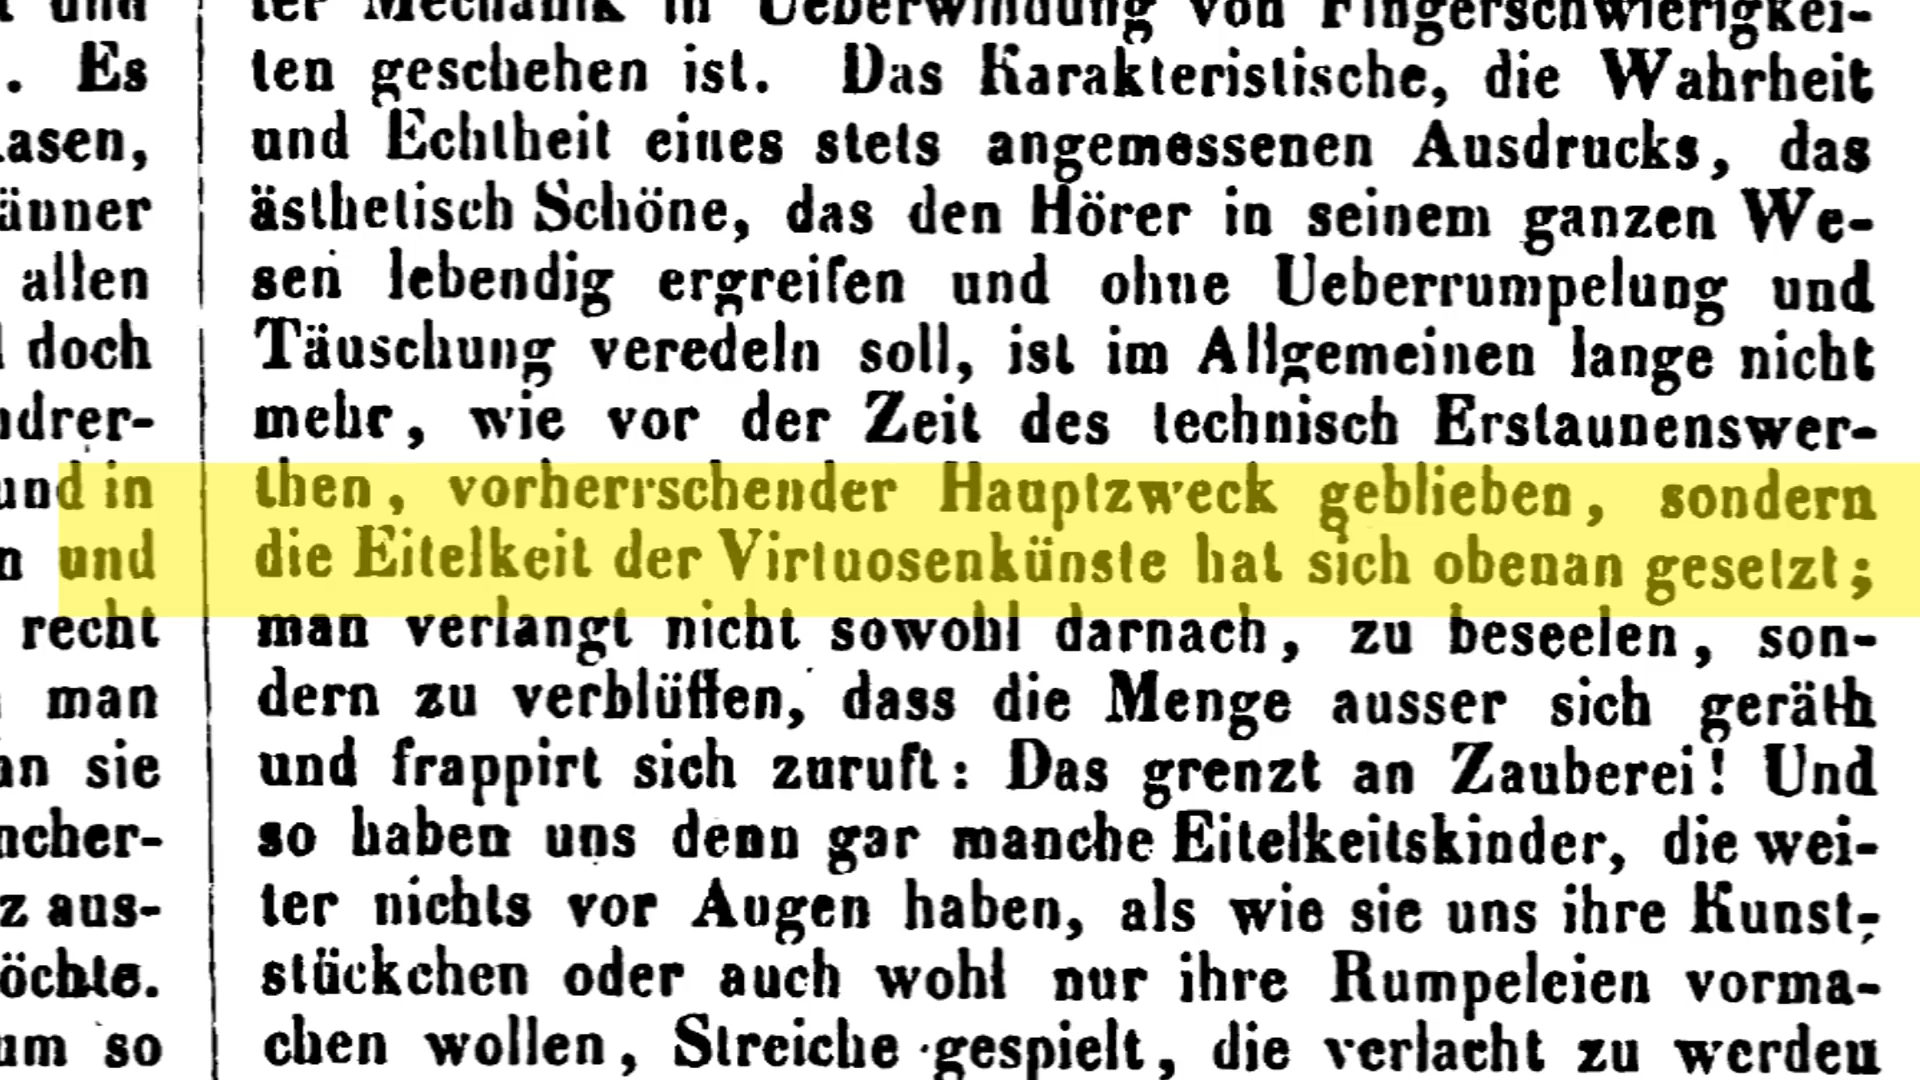 t und
. Es
asen,
änner
allen
doch
ndrer-
und in
n und
recht
man
an sie
ncher-
z aus-
öchte.
um so
ter Mechanik in Ueberwindung von Fingerschwierigkei-
ten geschehen ist. Das Karakteristische, die Wahrheit
und Echtheit eines stets angemessenen Ausdrucks, das
ästhetisch Schöne, das den Hörer in seinem ganzen We-
sen lebendig ergreifen und ohne Ueberrumpelung und
Täuschung veredeln soll, ist im Allgemeinen lange nicht
mehr, wie vor der Zeit des technisch Erstaunenswer-
then, vorherrschender Hauptzweck geblieben, sondern
die Eitelkeit der Virtuosenkünste hat sich obenan gesetzt;
man verlangt nicht sowohl darnach, zu beseelen, son-
dern zu verblüffen, dass die Menge ausser sich geräth
und frappirt sich zuruft: Das grenzt an Zauberei! Und
so haben uns denn gar manche Eitelkeitskinder, die wei-
ter nichts vor Augen haben, als wie sie uns ihre Kunst-
stückchen oder auch wohl nur ihre Rumpeleien vorma-
chen wollen, Streiche gespielt, die verlacht zu werden